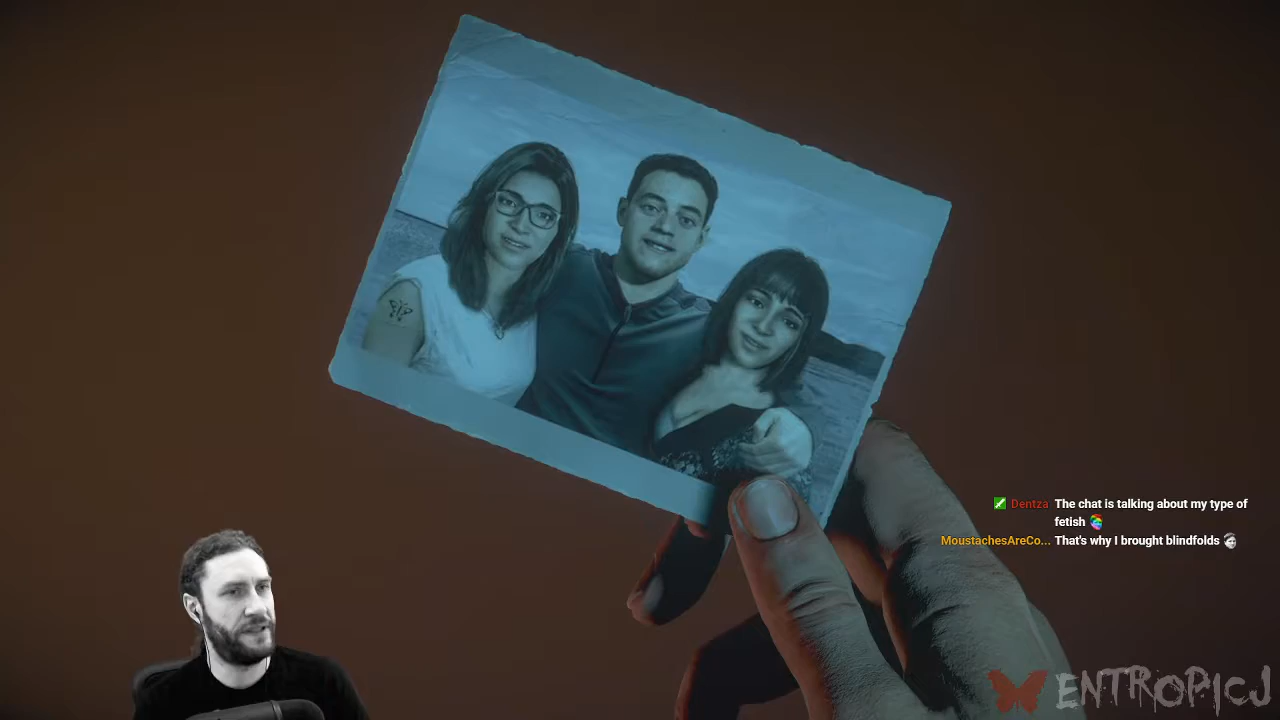 Dentza The chat is talking about my type of
fetish
MoustachesAreCo... That's why I brought blindfolds
ENTROPICJ